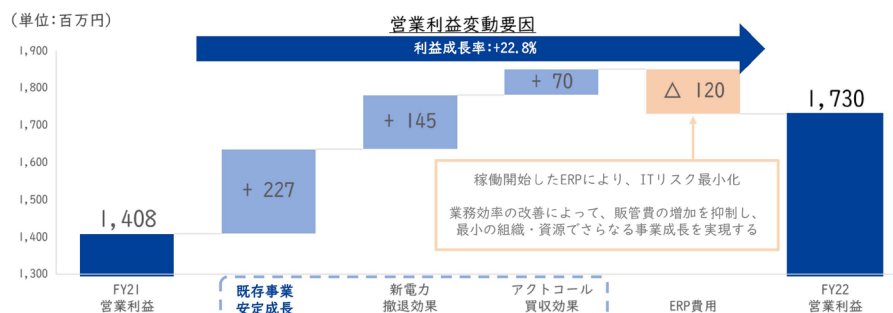 (単位:百万円)
営業利益変動要因
利益成長率:+22.8%
1,900
1,800
1,700
1,600
1,500
1,400
1,300
1,408
+ 227
+ 145
+ 70
△ 120
1,730
稼働開始したERPにより、ITリスク最小化
業務効率の改善によって、販管費の増加を抑制し、
最小の組織・資源でさらなる事業成長を実現する
FY21
営業利益
既存事業
安定成長
新電力
撤退効果
アクトコール
買収効果
ERP費用
FY22
営業利益